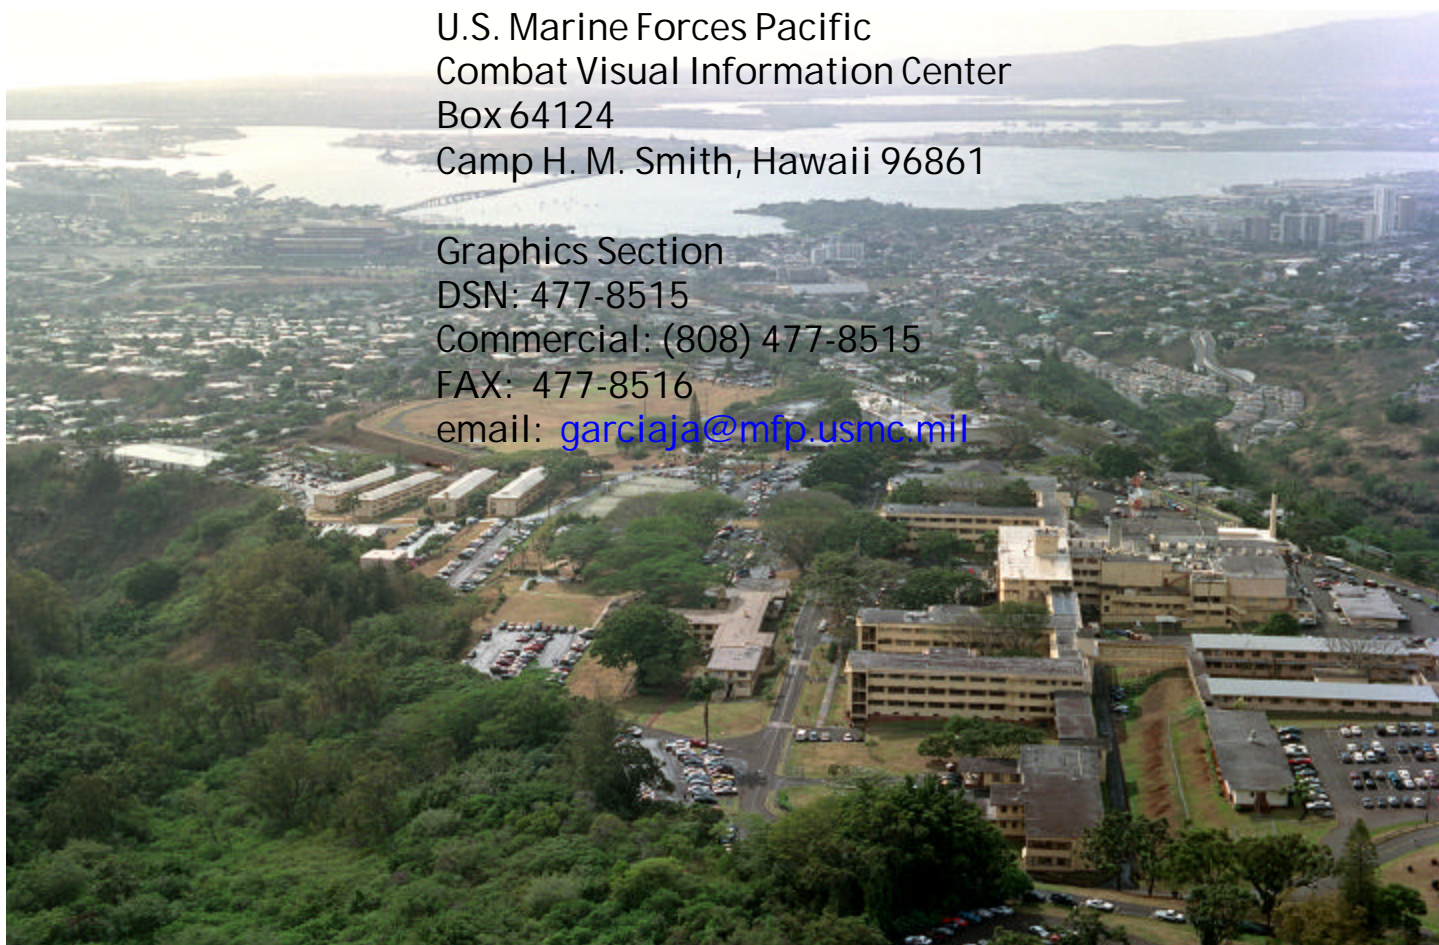 U.S. Marine Forces Pacific
Combat Visual Information Center
Box 64124
Camp H. M. Smith, Hawaii 96861
Graphics Section
DSN: 477-8515
Commercial: (808) 477-8515
FAX: 477-8516
email: garciaja@mfp.usmc.mil